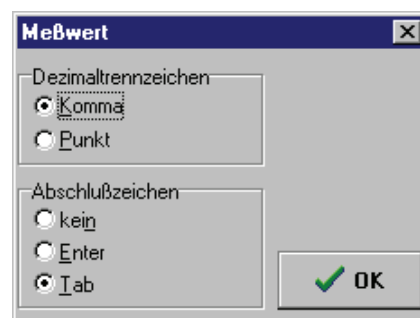 Meßwert
Dezimaltrennzeichen
Komma
Punkt
Abschlußzeichen
kein
Enter
Tab
OK